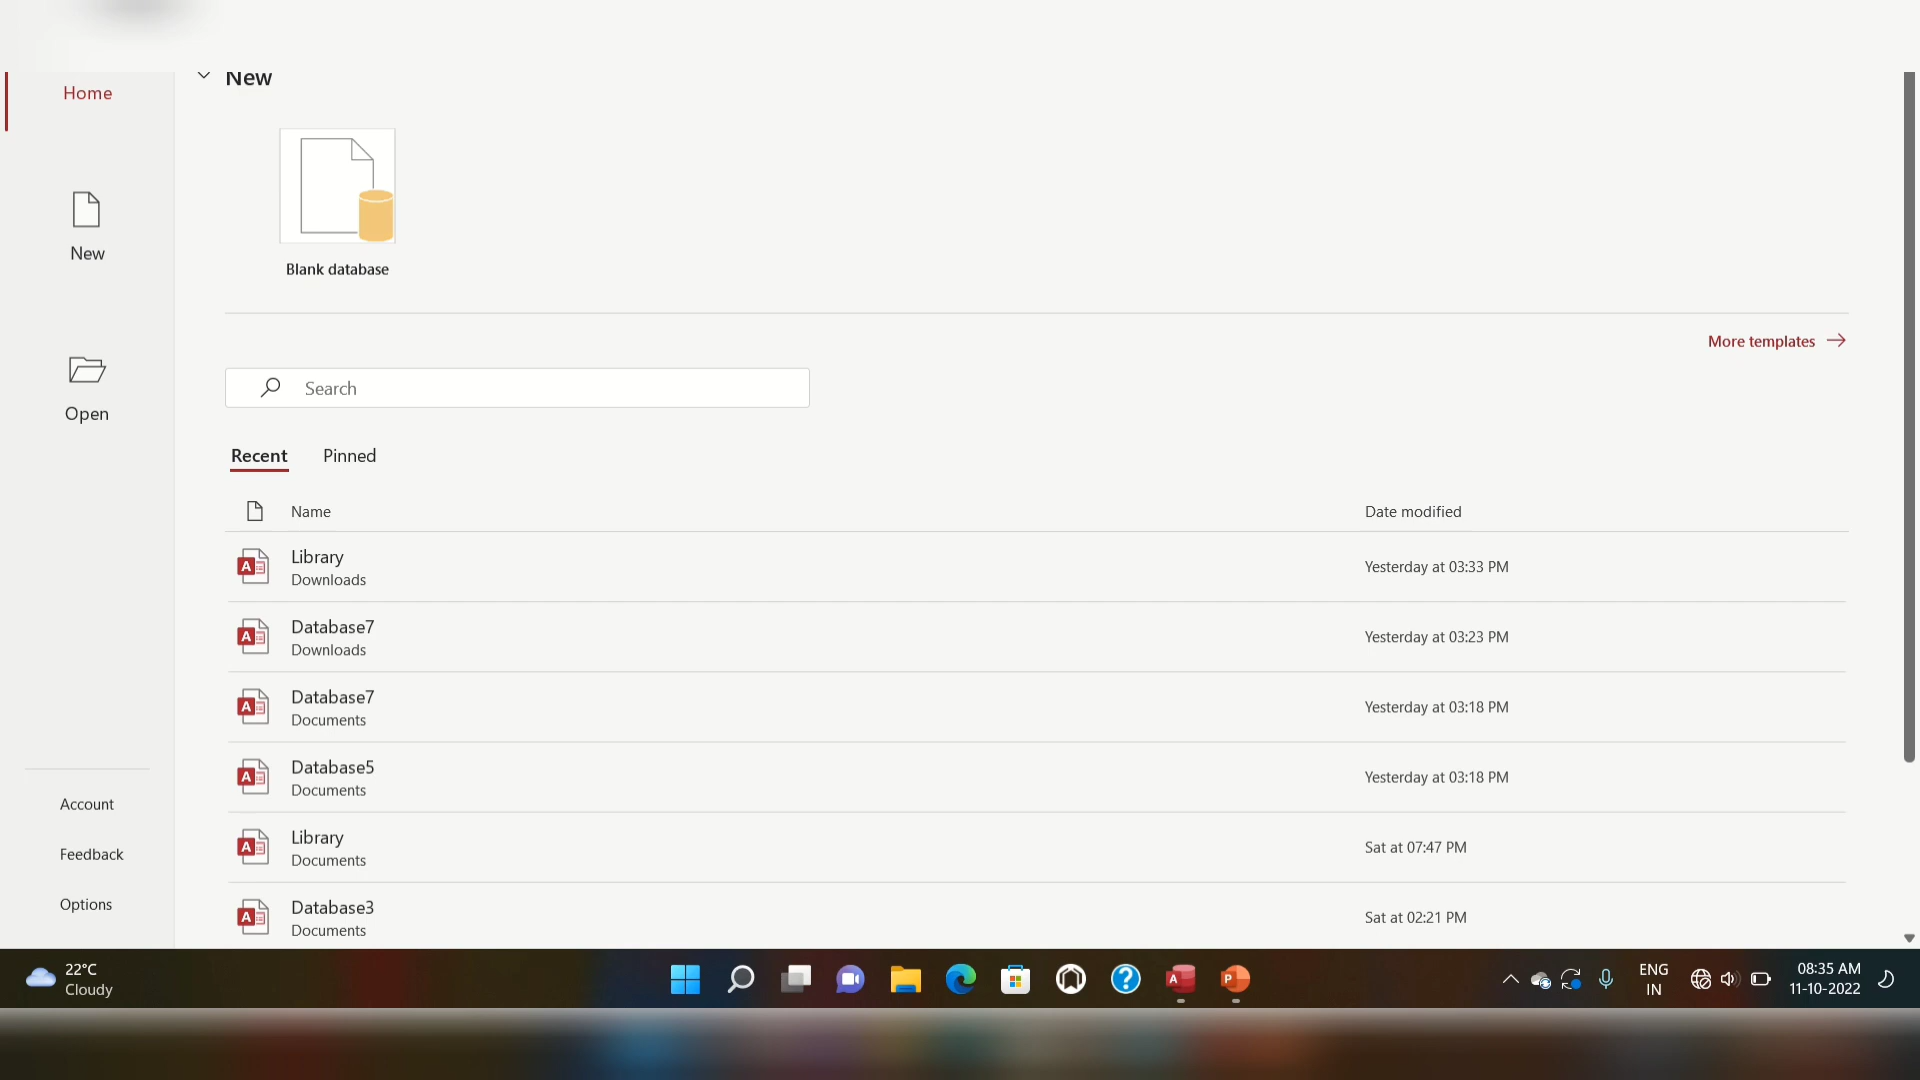 New
Home
New
Blank database
More templates
Open
Search
Recent Pinned
Name Date modified
Library
Downloads
Yesterday at 03:33 PM
Database7
Downloads
Yesterday at 03:23 PM
Database7
Documents
Yesterday at 03:18 PM
Database5
Documents
Yesterday at 03:18 PM
Library
Documents
Sat at 07:47 PM
Database3
Documents
Sat at 02:21 PM
Account
Feedback
Options
22°C
Cloudy
ENG
IN
08:35 AM
11-10-2022